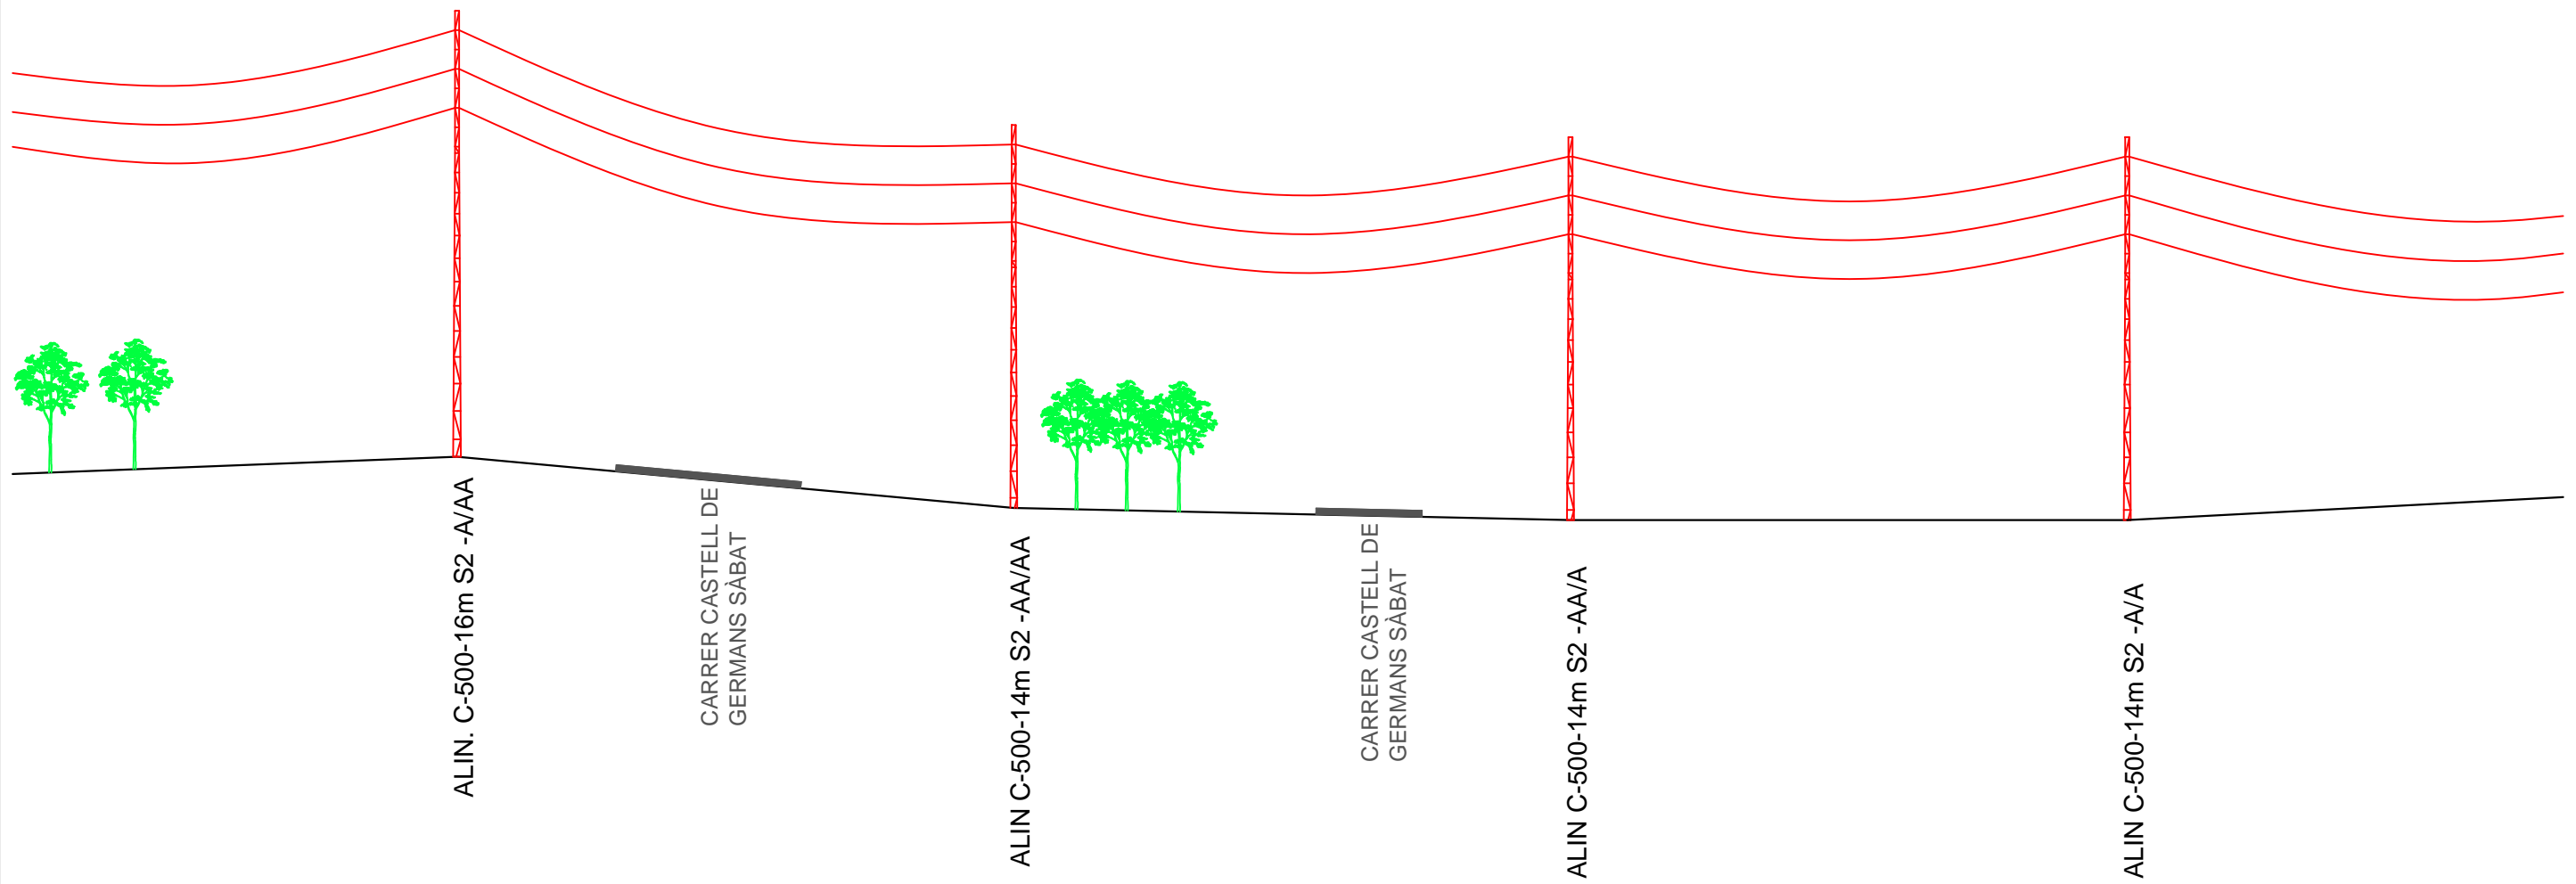 ALIN. C-500-16m S2 -A/AA
CARRER CASTELL DE
GERMANS SÀBAT
ALIN C-500-14m S2 -AA/AA
CARRER CASTELL DE
GERMANS SÀBAT
ALIN C-500-14m S2 -AA/A
ALIN C-500-14m S2 -A/A